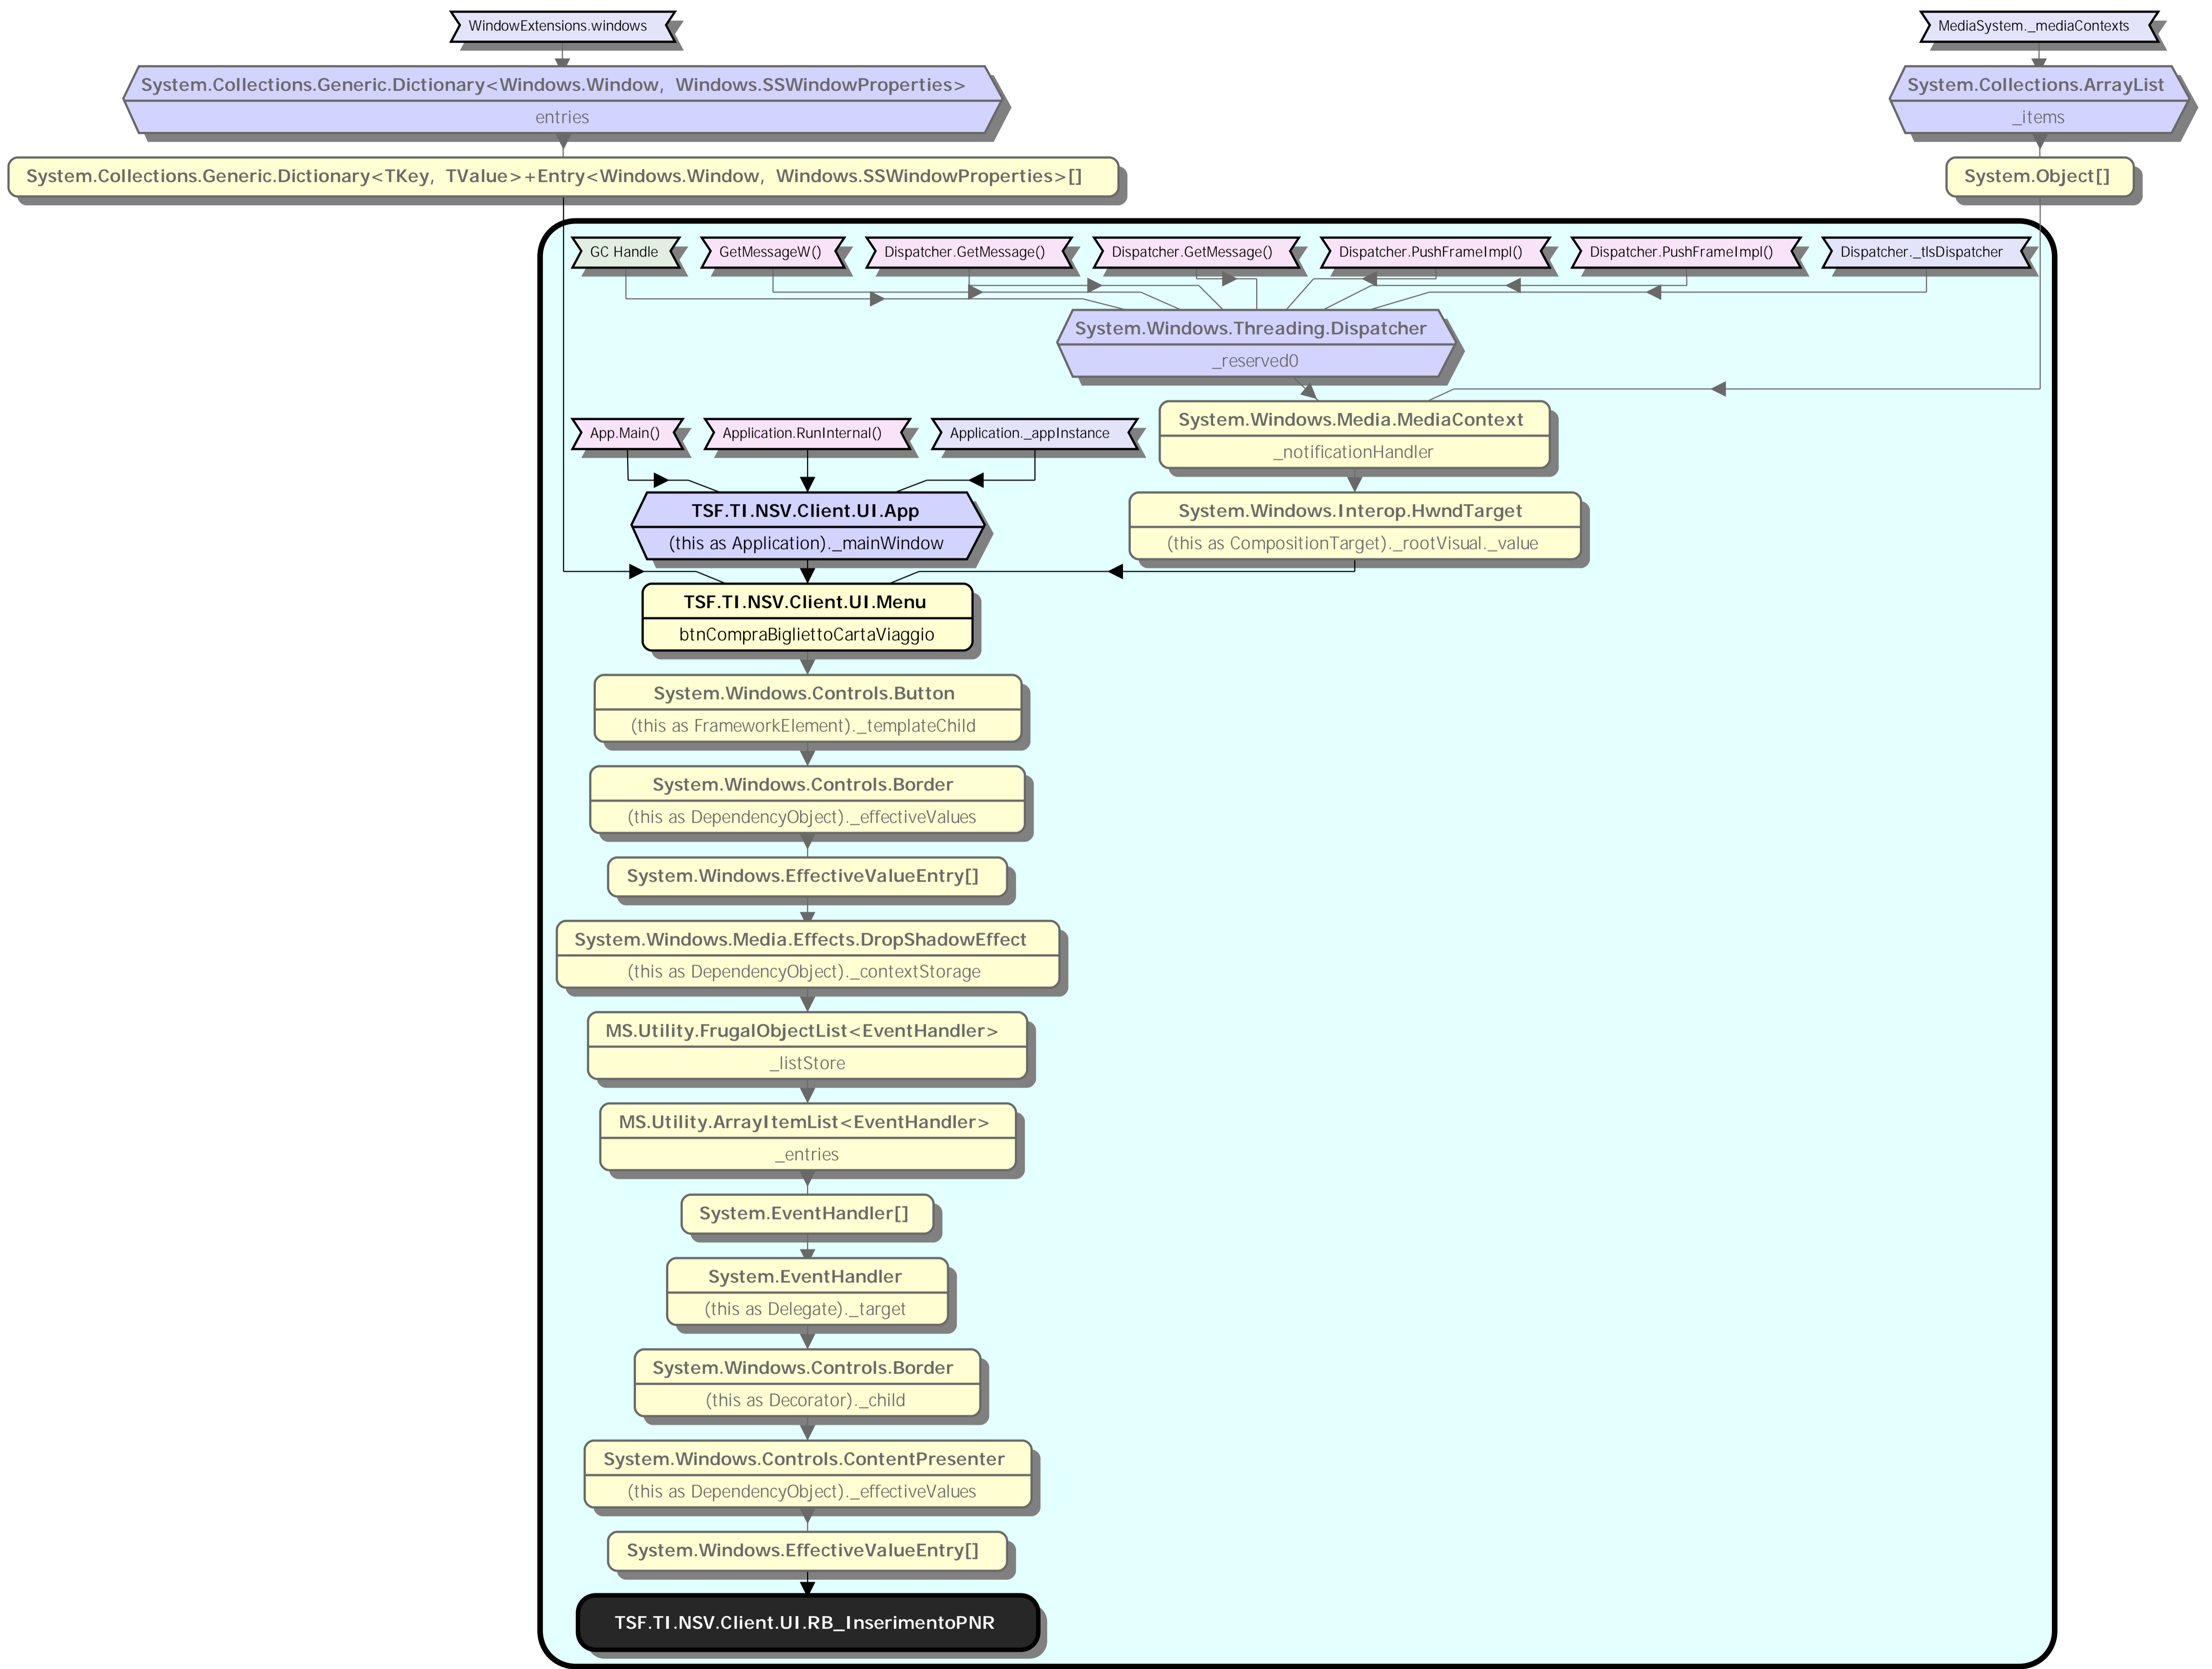 WindowExtensions.windows
MediaSystem._mediaContexts
System.Collections.Generic.Dictionary<Windows.Window, Windows.SSWindowProperties>
entries
System.Collections.ArrayList
_items
System.Collections.Generic.Dictionary<TKey, TValue>+Entry<Windows.Window, Windows.SSWindowProperties>[]
System.Object[]
GC Handle
GetMessageW()
Dispatcher.GetMessage()
Dispatcher.GetMessage()
Dispatcher.PushFrameImpl()
Dispatcher.PushFrameImpl()
Dispatcher._tlsDispatcher
System.Windows.Threading.Dispatcher
_reserved0
System.Windows.Media.MediaContext
_notificationHandler
App.Main()
Application.RunInternal()
Application._appInstance
TSF.TI.NSV.Client.UI.App
(this as Application)._mainWindow
System.Windows.Interop.HwndTarget
(this as CompositionTarget)._rootVisual._value
TSF.TI.NSV.Client.UI.Menu
btnCompraBigliettoCartaViaggio
System.Windows.Controls.Button
(this as FrameworkElement)._templateChild
System.Windows.Controls.Border
(this as DependencyObject)._effectiveValues
System.Windows.EffectiveValueEntry[]
System.Windows.Media.Effects.DropShadowEffect
(this as DependencyObject)._contextStorage
MS.Utility.FrugalObjectList<EventHandler>
_listStore
MS.Utility.ArrayItemList<EventHandler>
_entries
System.EventHandler[]
System.EventHandler
(this as Delegate)._target
System.Windows.Controls.Border
(this as Decorator)._child
System.Windows.Controls.ContentPresenter
(this as DependencyObject)._effectiveValues
System.Windows.EffectiveValueEntry[]
TSF.TI.NSV.Client.UI.RB_InserimentoPNR